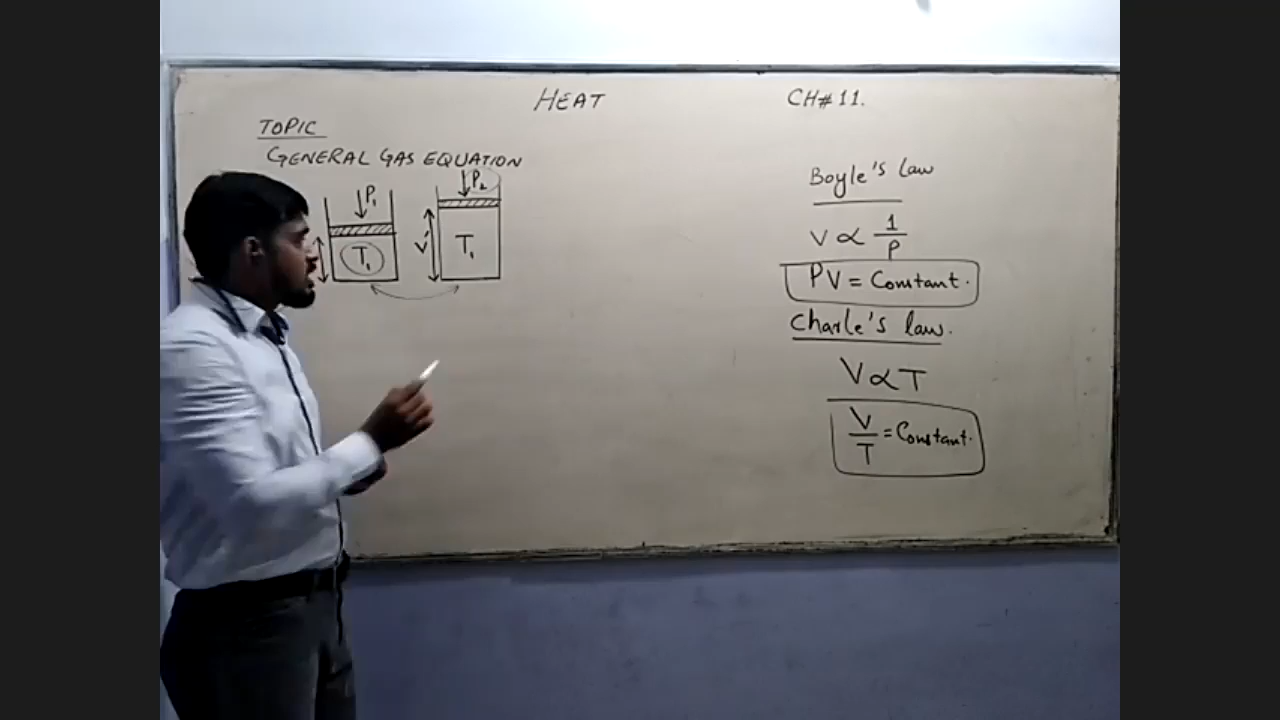 HEAT
CH# 11.
TOPIC
GENERAL GAS EQUATION
P₁
P₂
T₁
V'
T₁
Boyle's law
V ∝ 1/P
PV = Constant.
Charle's law.
V ∝ T
V/T = Constant.